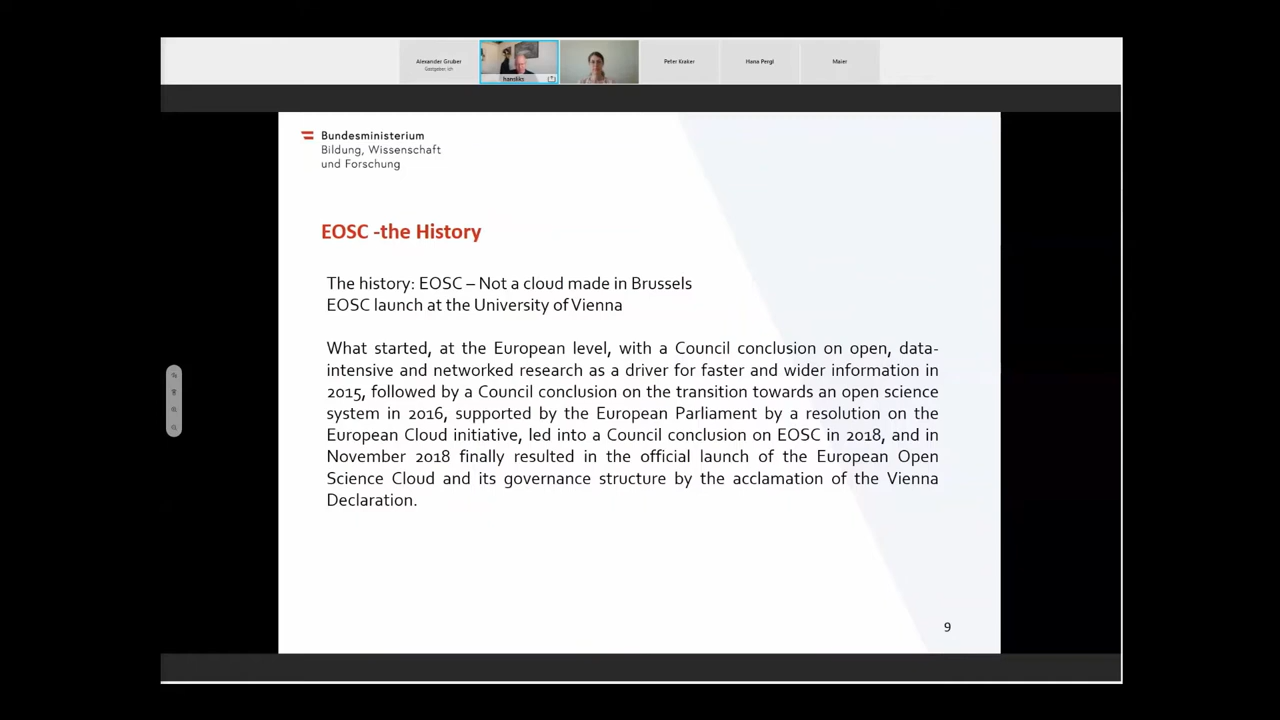 Alexander Gruber
Gastgeber, Ich
handiks
Peter Kraker
Hana Pergl
Maier
Bundesministerium
Bildung, Wissenschaft
und Forschung
EOSC -the History
The history: EOSC – Not a cloud made in Brussels
EOSC launch at the University of Vienna
What started, at the European level, with a Council conclusion on open, data-
intensive and networked research as a driver for faster and wider information in
2015, followed by a Council conclusion on the transition towards an open science
system in 2016, supported by the European Parliament by a resolution on the
European Cloud initiative, led into a Council conclusion on EOSC in 2018, and in
November 2018 finally resulted in the official launch of the European Open
Science Cloud and its governance structure by the acclamation of the Vienna
Declaration.
9